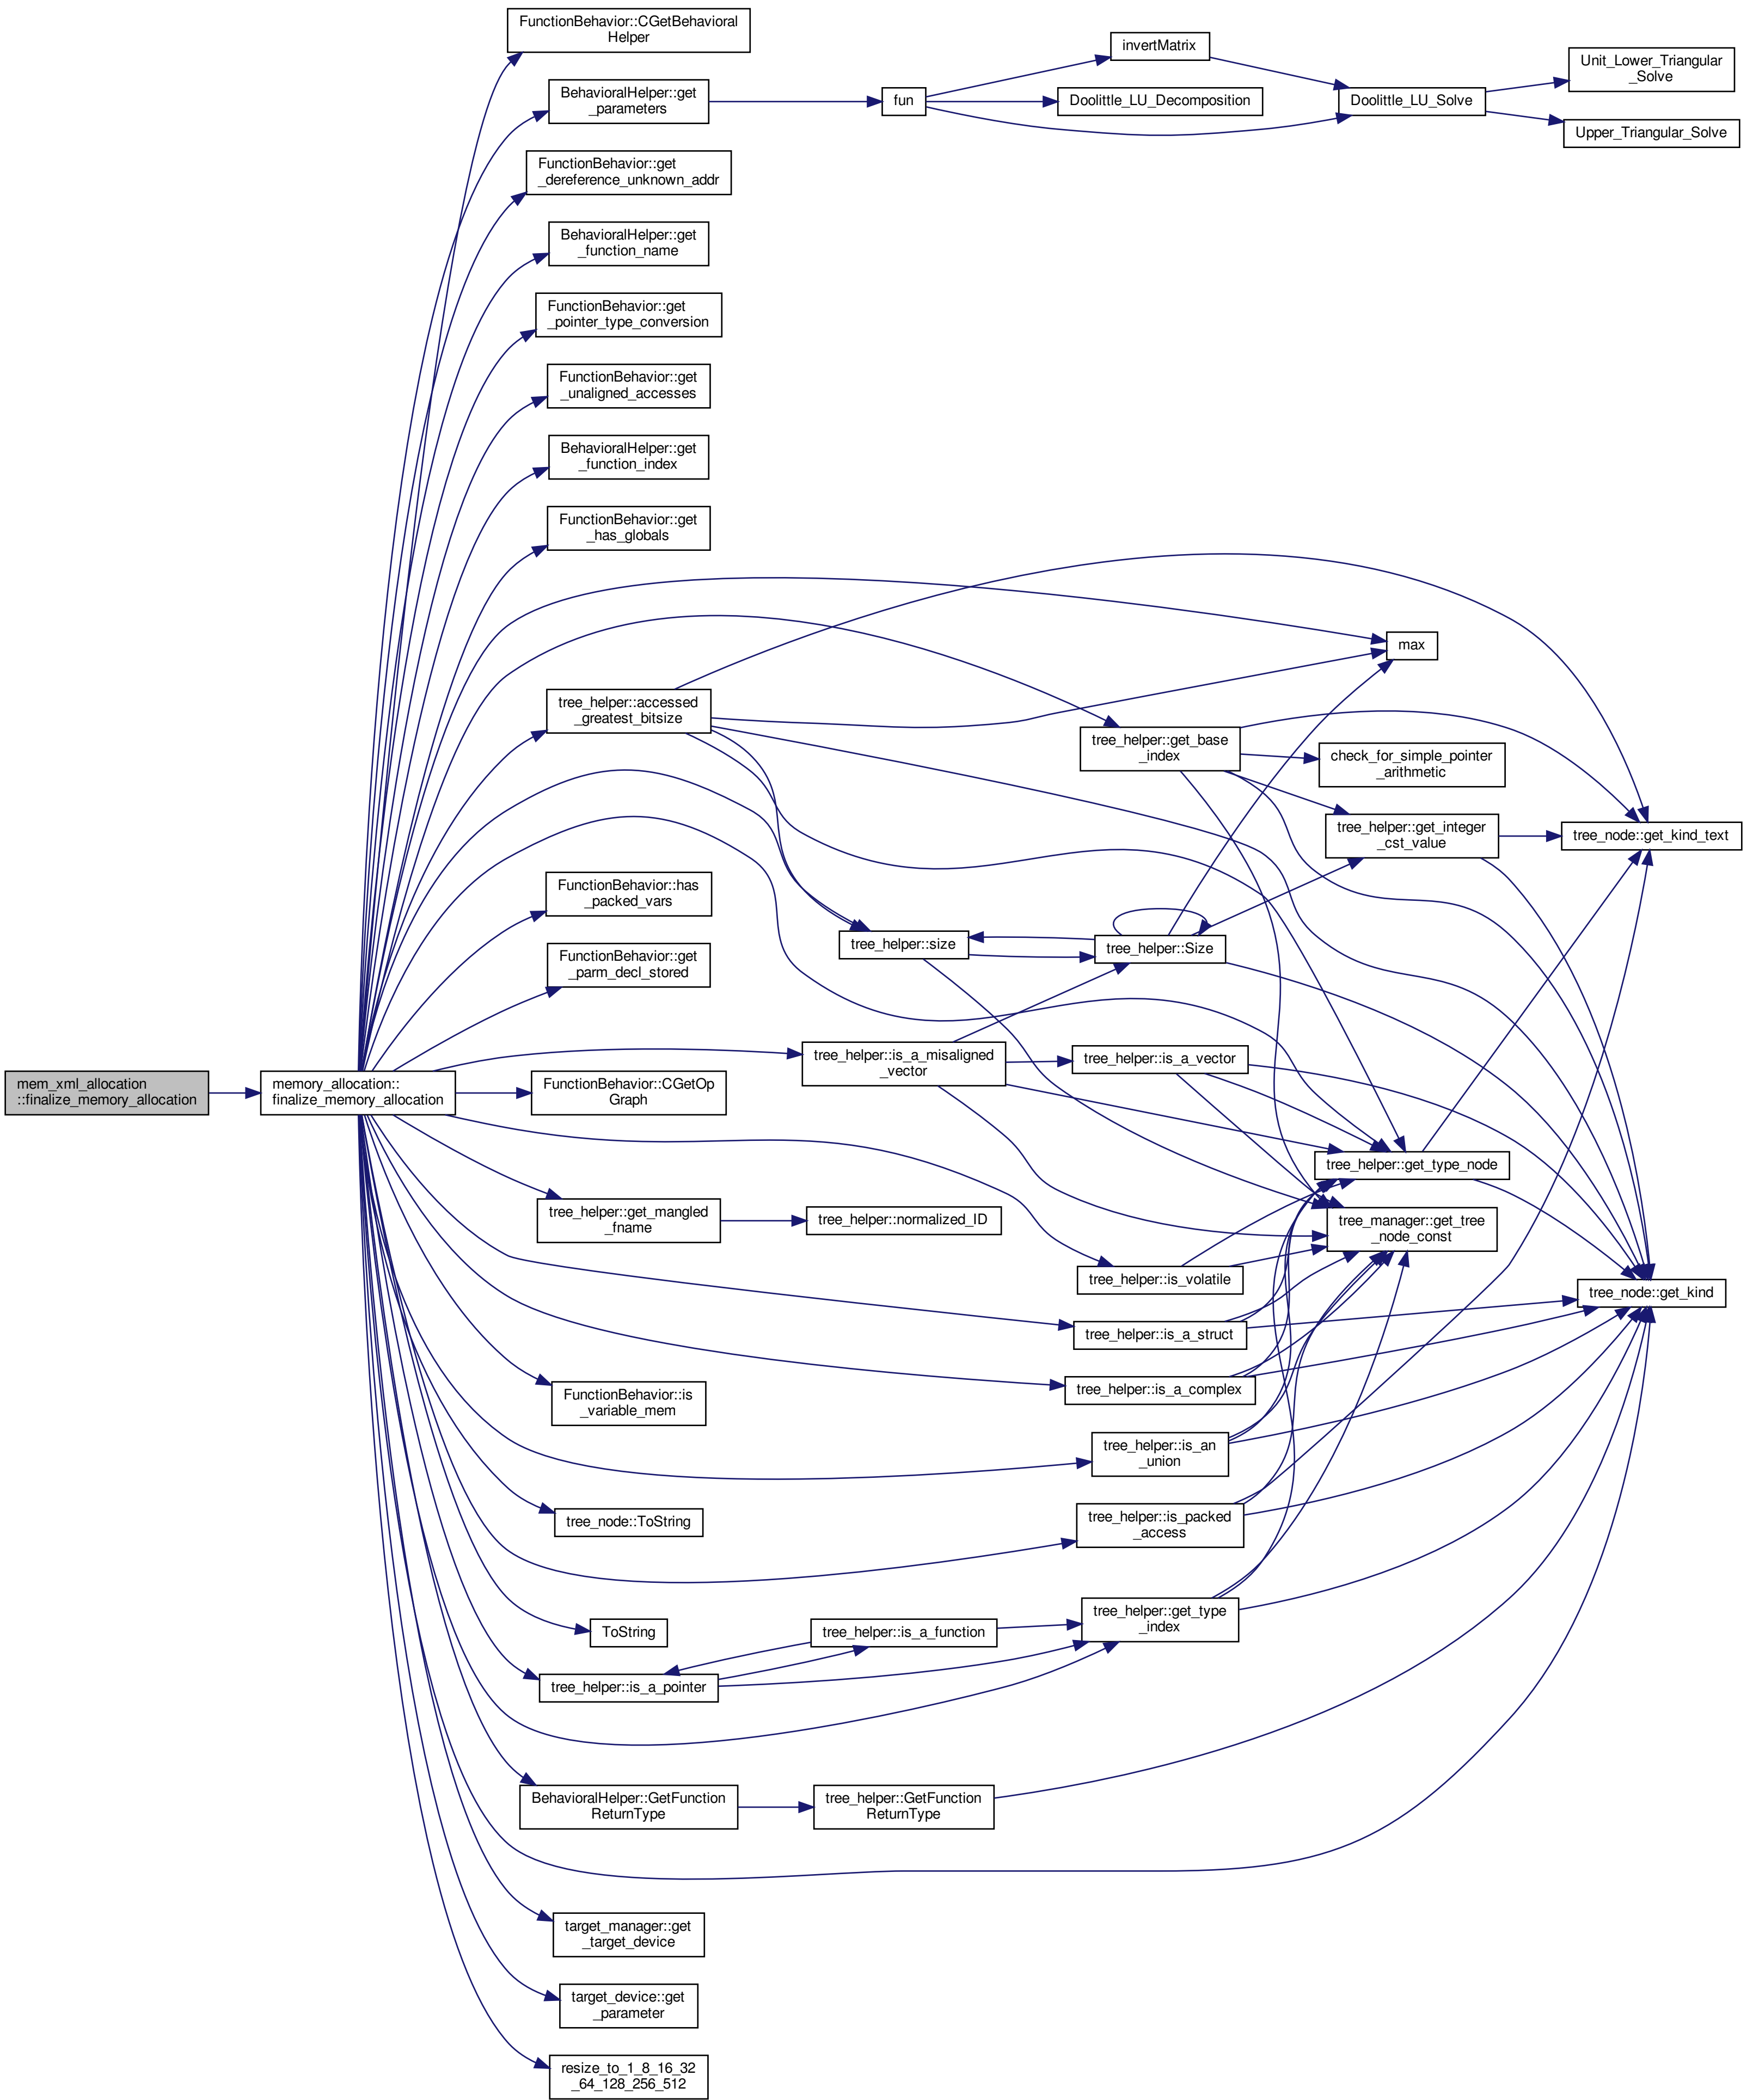 FunctionBehavior::CGetBehavioral
Helper
BehavioralHelper::get
_parameters
fun
invertMatrix
Doolittle_LU_Decomposition
Doolittle_LU_Solve
Unit_Lower_Triangular
_Solve
Upper_Triangular_Solve
FunctionBehavior::get
_dereference_unknown_addr
BehavioralHelper::get
_function_name
FunctionBehavior::get
_pointer_type_conversion
FunctionBehavior::get
_unaligned_accesses
BehavioralHelper::get
_function_index
FunctionBehavior::get
_has_globals
max
tree_helper::accessed
_greatest_bitsize
tree_helper::get_base
_index
check_for_simple_pointer
_arithmetic
tree_helper::get_integer
_cst_value
tree_node::get_kind_text
FunctionBehavior::has
_packed_vars
tree_helper::size
tree_helper::Size
FunctionBehavior::get
_parm_decl_stored
tree_helper::is_a_misaligned
_vector
tree_helper::is_a_vector
mem_xml_allocation
::finalize_memory_allocation
memory_allocation::
finalize_memory_allocation
FunctionBehavior::CGetOp
Graph
tree_helper::get_type_node
tree_helper::get_mangled
_fname
tree_helper::normalized_ID
tree_manager::get_tree
_node_const
tree_helper::is_volatile
tree_node::get_kind
tree_helper::is_a_struct
tree_helper::is_a_complex
FunctionBehavior::is
_variable_mem
tree_helper::is_an
_union
tree_node::ToString
tree_helper::is_packed
_access
ToString
tree_helper::is_a_function
tree_helper::get_type
_index
tree_helper::is_a_pointer
BehavioralHelper::GetFunction
ReturnType
tree_helper::GetFunction
ReturnType
target_manager::get
_target_device
target_device::get
_parameter
resize_to_1_8_16_32
_64_128_256_512